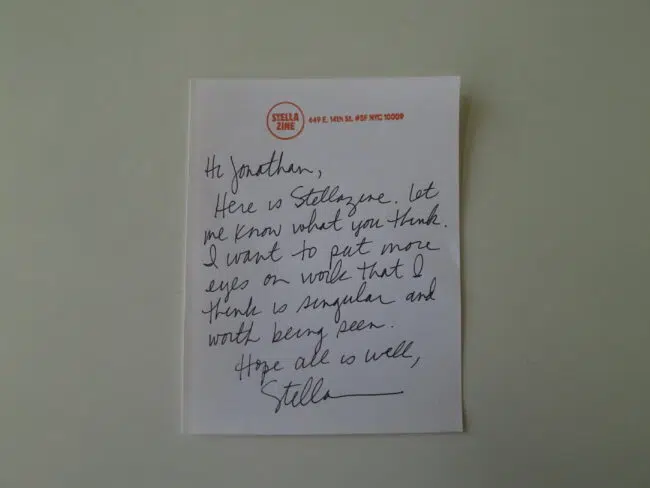 STELLA
ZINE
449 E. 14th St. #5F NYC 10009
Hi Jonathan,
Here is Stellazine. Let
me know what you think.
I want to put more
eyes on work that I
think is singular and
worth being seen.
Hope all is well,
Stella